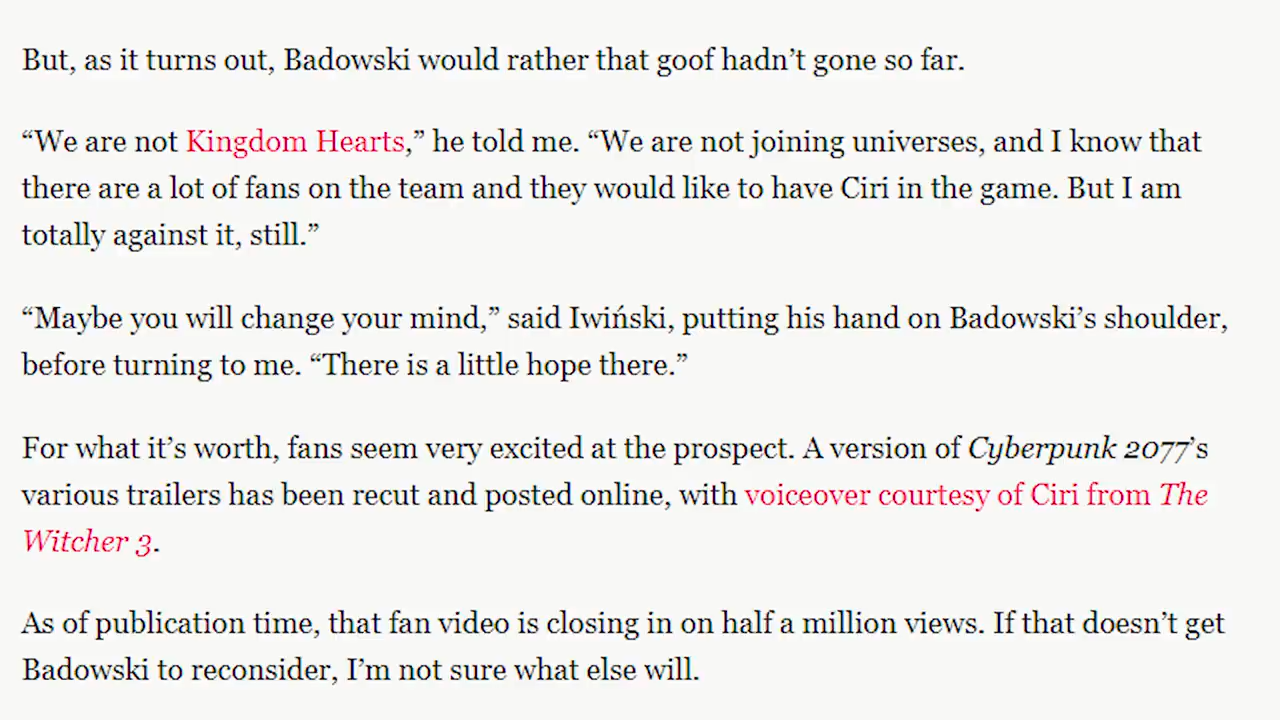 But, as it turns out, Badowski would rather that goof hadn’t gone so far.
“We are not Kingdom Hearts,” he told me. “We are not joining universes, and I know that
there are a lot of fans on the team and they would like to have Ciri in the game. But I am
totally against it, still.”
“Maybe you will change your mind,” said Iwiński, putting his hand on Badowski’s shoulder,
before turning to me. “There is a little hope there.”
For what it’s worth, fans seem very excited at the prospect. A version of Cyberpunk 2077’s
various trailers has been recut and posted online, with voiceover courtesy of Ciri from The
Witcher 3.
As of publication time, that fan video is closing in on half a million views. If that doesn’t get
Badowski to reconsider, I’m not sure what else will.